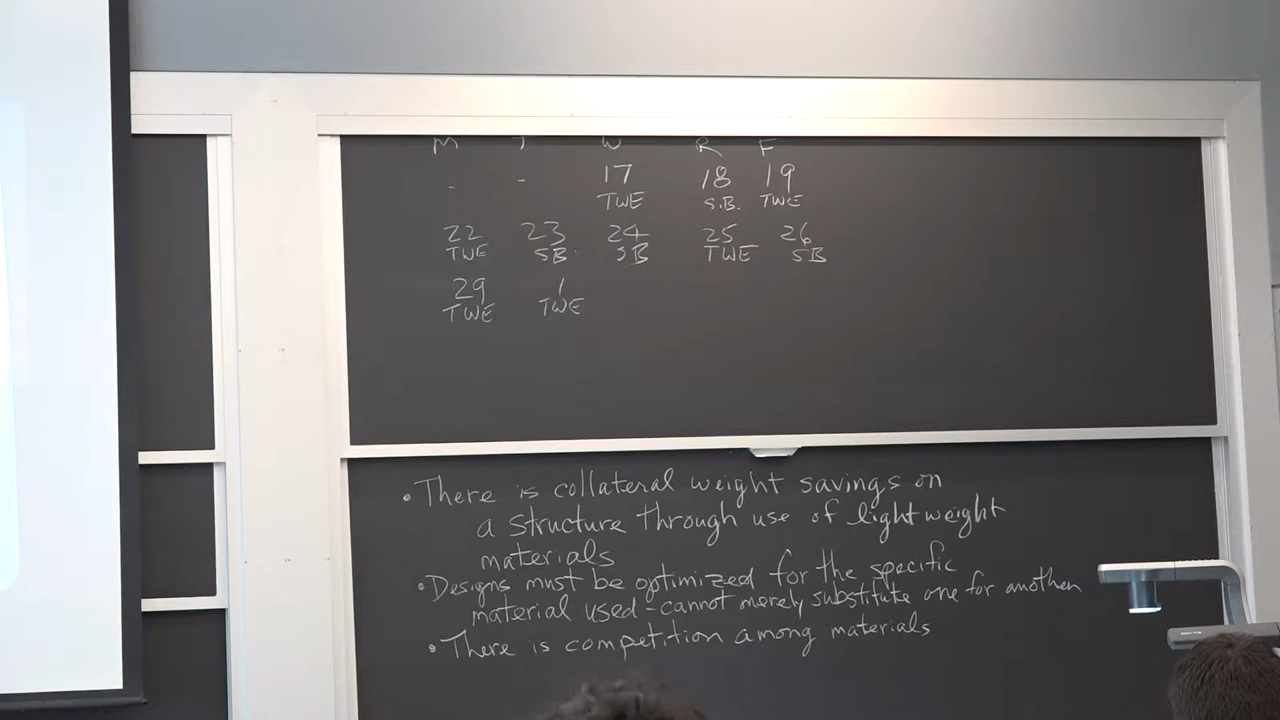 M T W R F
- - 17 18 19
TWE S.B. TWE
22 23 24 25 26
TWE SB SB TWE SB
29 1
TWE TWE
• There is collateral weight savings on
a structure through use of lightweight
materials
• Designs must be optimized for the specific
material used - cannot merely substitute one for another
• There is competition among materials